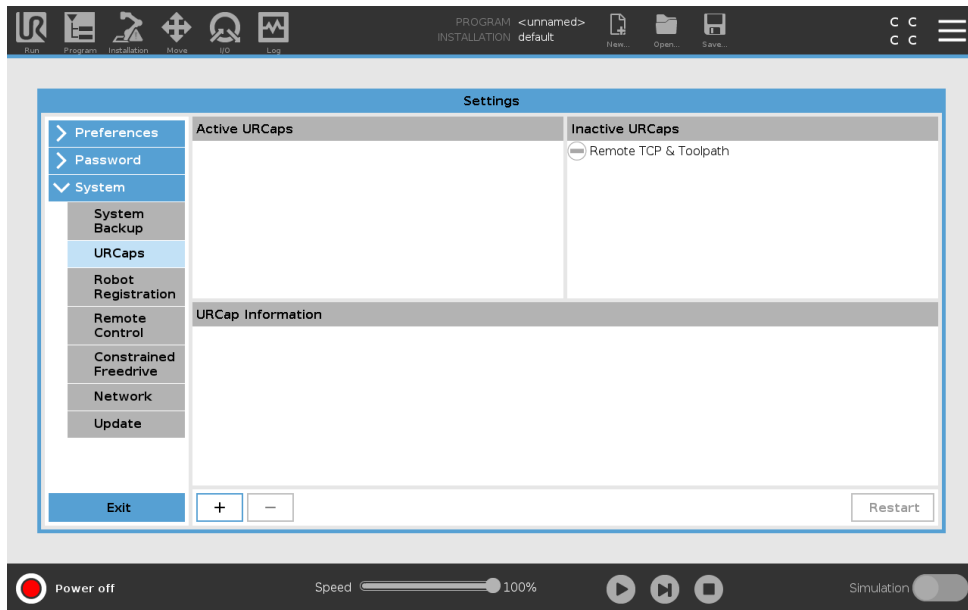 PROGRAM <unnamed>
INSTALLATION default
UR
Run
Program
Installation
Move
I/O
Log
New...
Open...
Save...
C C
C C
Settings
Preferences
Password
System
System
Backup
URCaps
Robot
Registration
Remote
Control
Constrained
Freedrive
Network
Update
Exit
Active URCaps
Inactive URCaps
Remote TCP & Toolpath
URCap Information
+
−
Restart
Power off
Speed
100%
Simulation